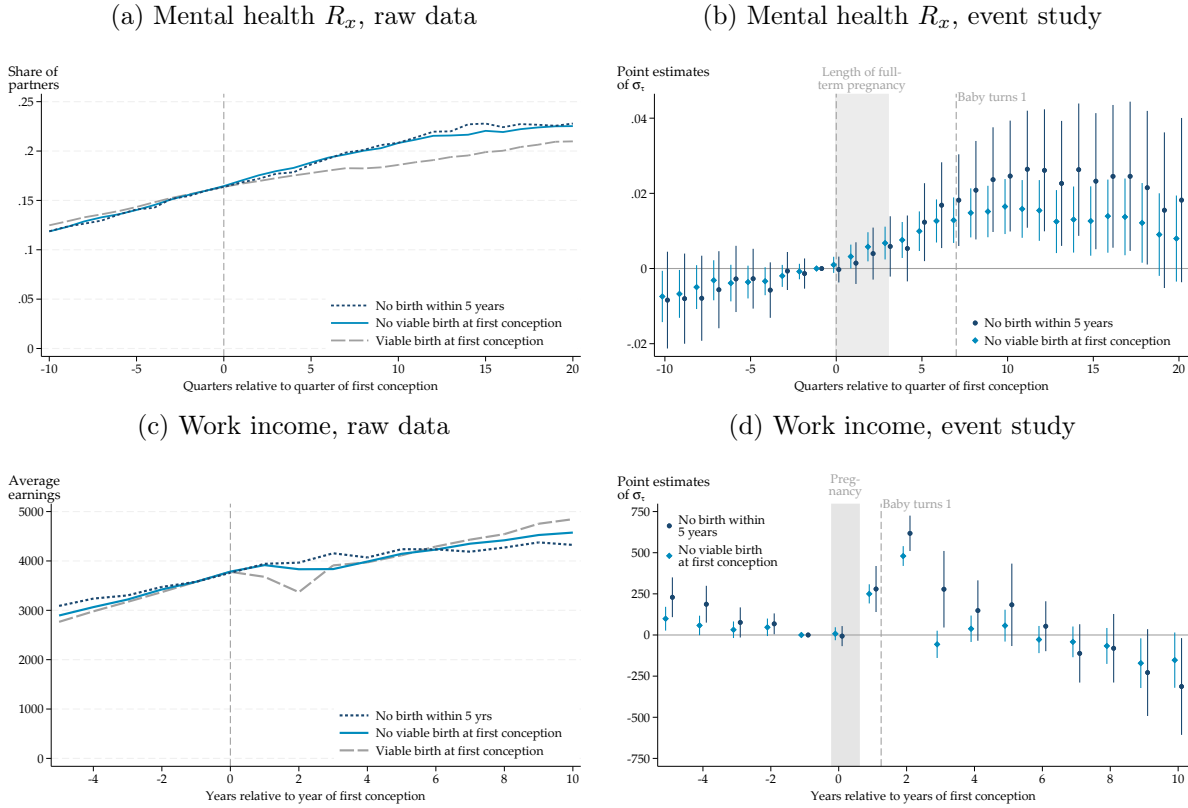 (a) Mental health Rx, raw data
Share of
partners
.25
.2
.15
.1
.05
0
No birth within 5 years
No viable birth at first conception
Viable birth at first conception
-10 -5 0 5 10 15 20
Quarters relative to quarter of first conception
(b) Mental health Rx, event study
Point estimates
of στ
Length of full-
term pregnancy
Baby turns 1
.04
.02
0
-.02
No birth within 5 years
No viable birth at first conception
-10 -5 0 5 10 15 20
Quarters relative to quarter of first conception
(c) Work income, raw data
Average
earnings
5000
4000
3000
2000
1000
0
No birth within 5 yrs
No viable birth at first conception
Viable birth at first conception
-4 -2 0 2 4 6 8 10
Years relative to year of first conception
(d) Work income, event study
Point estimates
of στ
Preg-
nancy
Baby turns 1
750
500
250
0
-250
-500
-750
No birth within
5 years
No viable birth
at first conception
-4 -2 0 2 4 6 8 10
Years relative to years of first conception